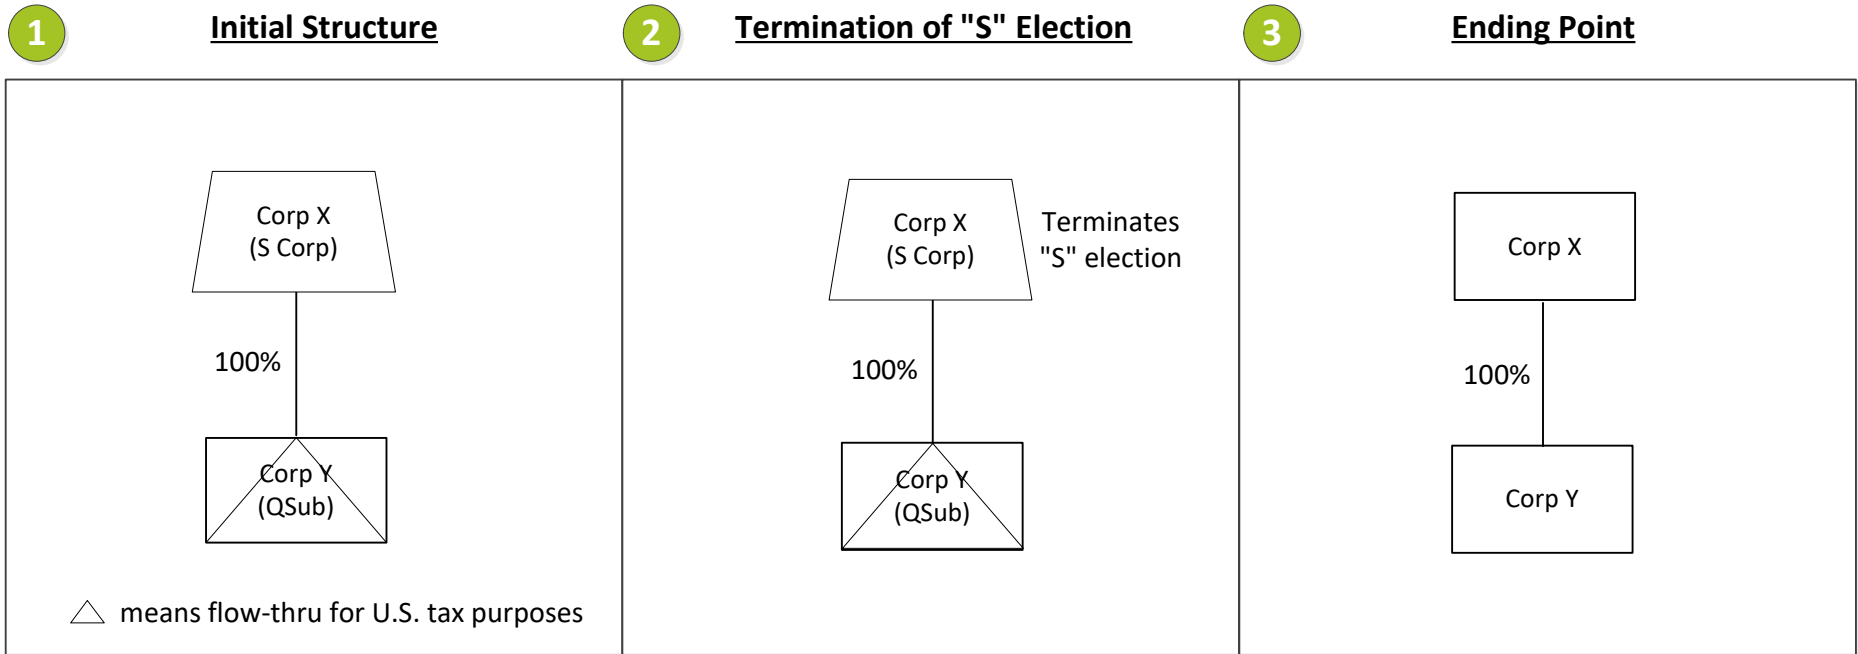 1
Initial Structure
2
Termination of "S" Election
3
Ending Point
Corp X
(S Corp)
100%
Corp Y
(QSub)
means flow-thru for U.S. tax purposes
Corp X
(S Corp)
Terminates
"S" election
100%
Corp Y
(QSub)
Corp X
100%
Corp Y